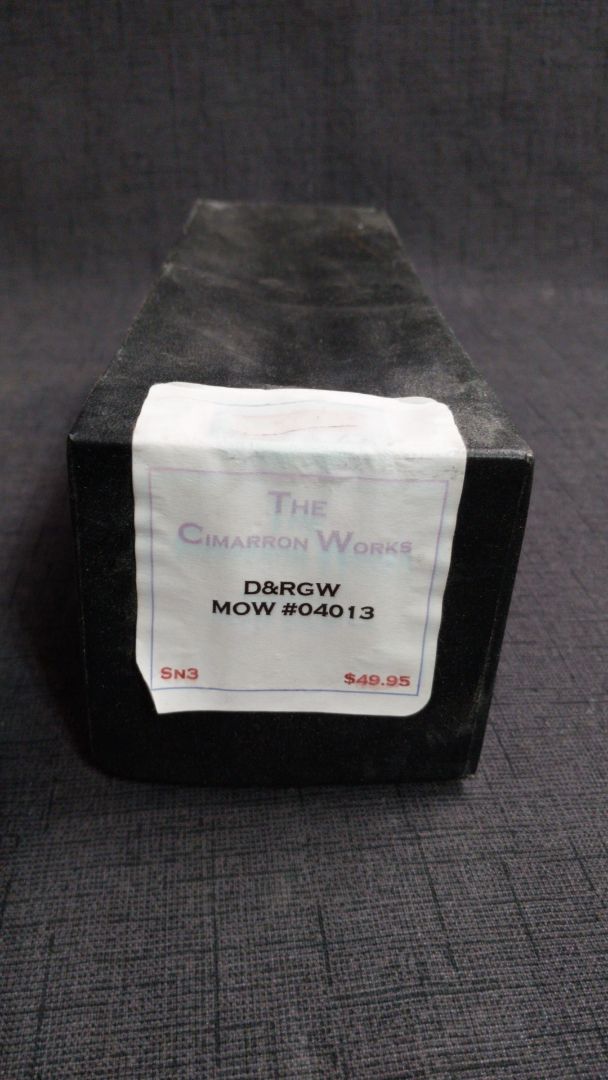 The Cimarron Works
D&RGW
MOW #04013
Sn3 $49.95